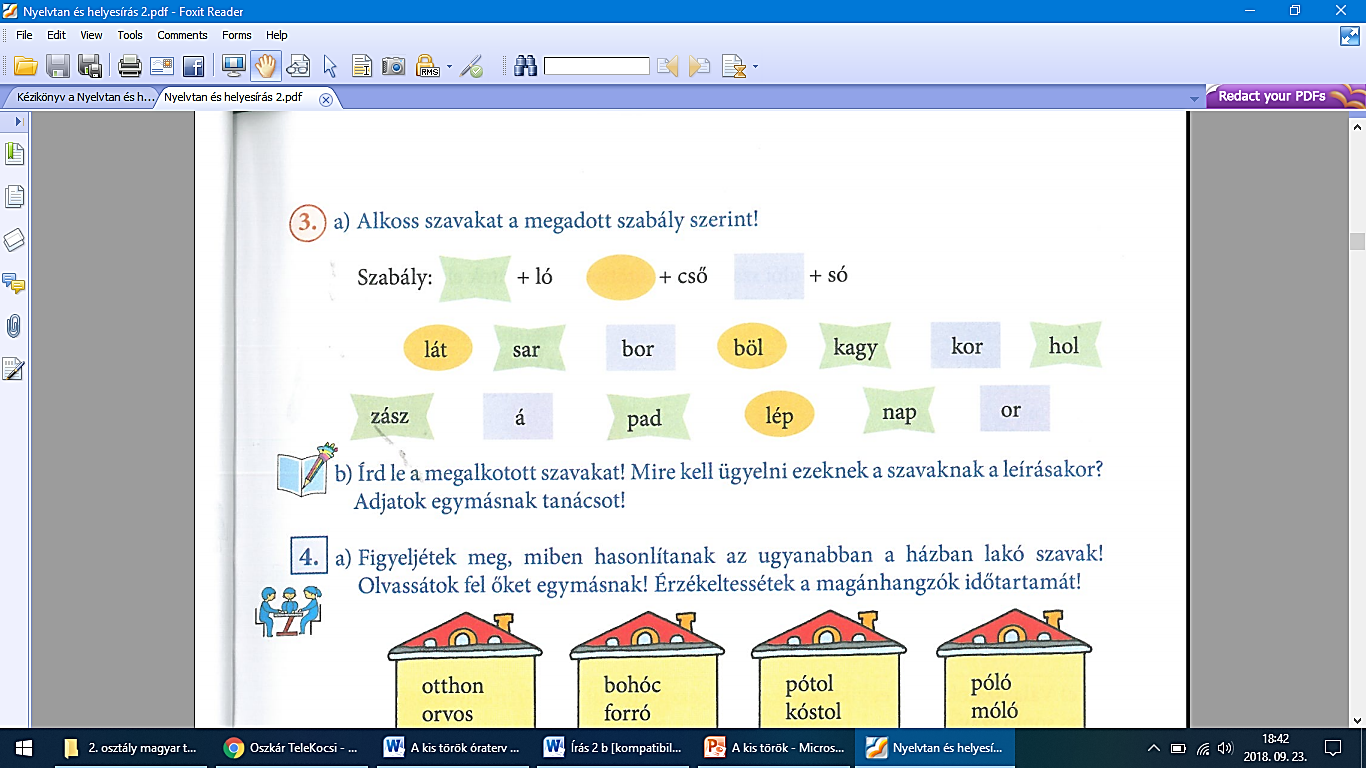 Nyelvtan és helyesírás 2.pdf - Foxit Reader
File Edit View Tools Comments Forms Help
RMS
Kézikönyv a Nyelvtan és h... Nyelvtan és helyesírás 2.pdf Redact your PDFs
3. a) Alkoss szavakat a megadott szabály szerint!
Szabály: + ló + cső + só
lát sar bor böl kagy kor hol
zász á pad lép nap or
b) Írd le a megalkotott szavakat! Mire kell ügyelni ezeknek a szavaknak a leírásakor?
Adjatok egymásnak tanácsot!
4. a) Figyeljétek meg, miben hasonlítanak az ugyanabban a házban lakó szavak!
Olvassátok fel őket egymásnak! Érzékeltessétek a magánhangzók időtartamát!
otthon bohóc pótol póló
orvos forró kóstol móló
2. osztály magyar t... Oszkár TeleKocsi - ... A kis török óraterv ... Írás 2 b [kompatibil... A kis török - Micros... Nyelvtan és helyesí...
18:42
2018. 09. 23.